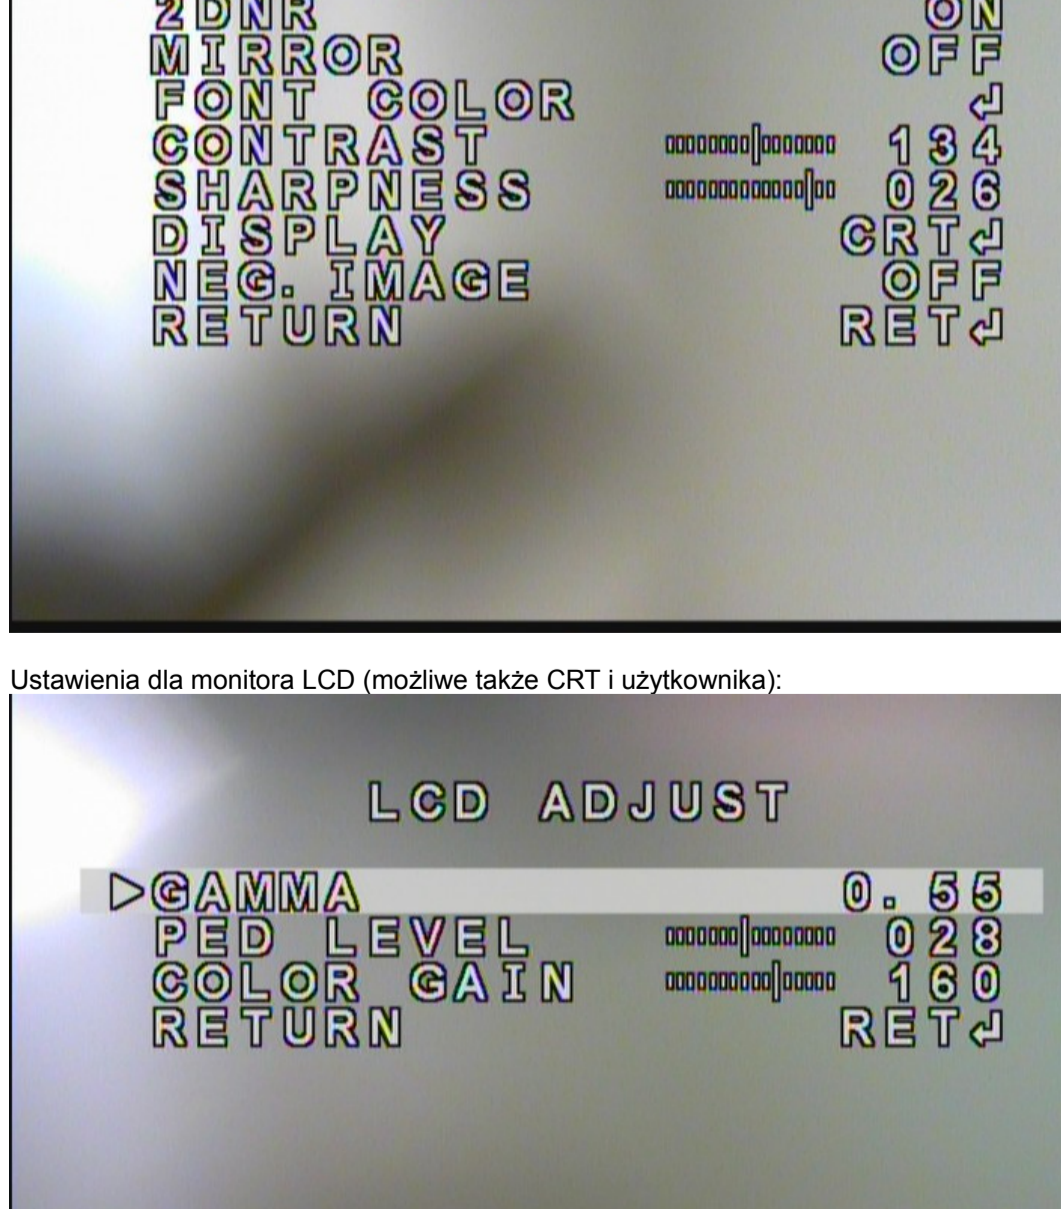 2DNR ON
MIRROR OFF
FONT COLOR ↲
CONTRAST 134
SHARPNESS 026
DISPLAY CRT↲
NEG. IMAGE OFF
RETURN RET↲
Ustawienia dla monitora LCD (możliwe także CRT i użytkownika):
LCD ADJUST
▷GAMMA 0.55
PED LEVEL 028
COLOR GAIN 160
RETURN RET↲